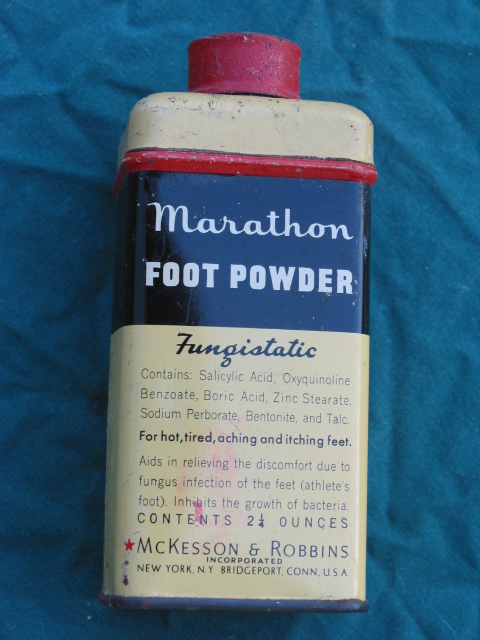 Marathon
FOOT POWDER
Fungistatic
Contains: Salicylic Acid, Oxyquinoline
Benzoate, Boric Acid, Zinc Stearate,
Sodium Perborate, Bentonite, and Talc.
For hot, tired, aching and itching feet.
Aids in relieving the discomfort due to
fungus infection of the feet (athlete's
foot). Inhibits the growth of bacteria.
CONTENTS 2¼ OUNCES
McKESSON & ROBBINS
INCORPORATED
NEW YORK, N.Y. BRIDGEPORT, CONN., U.S.A.